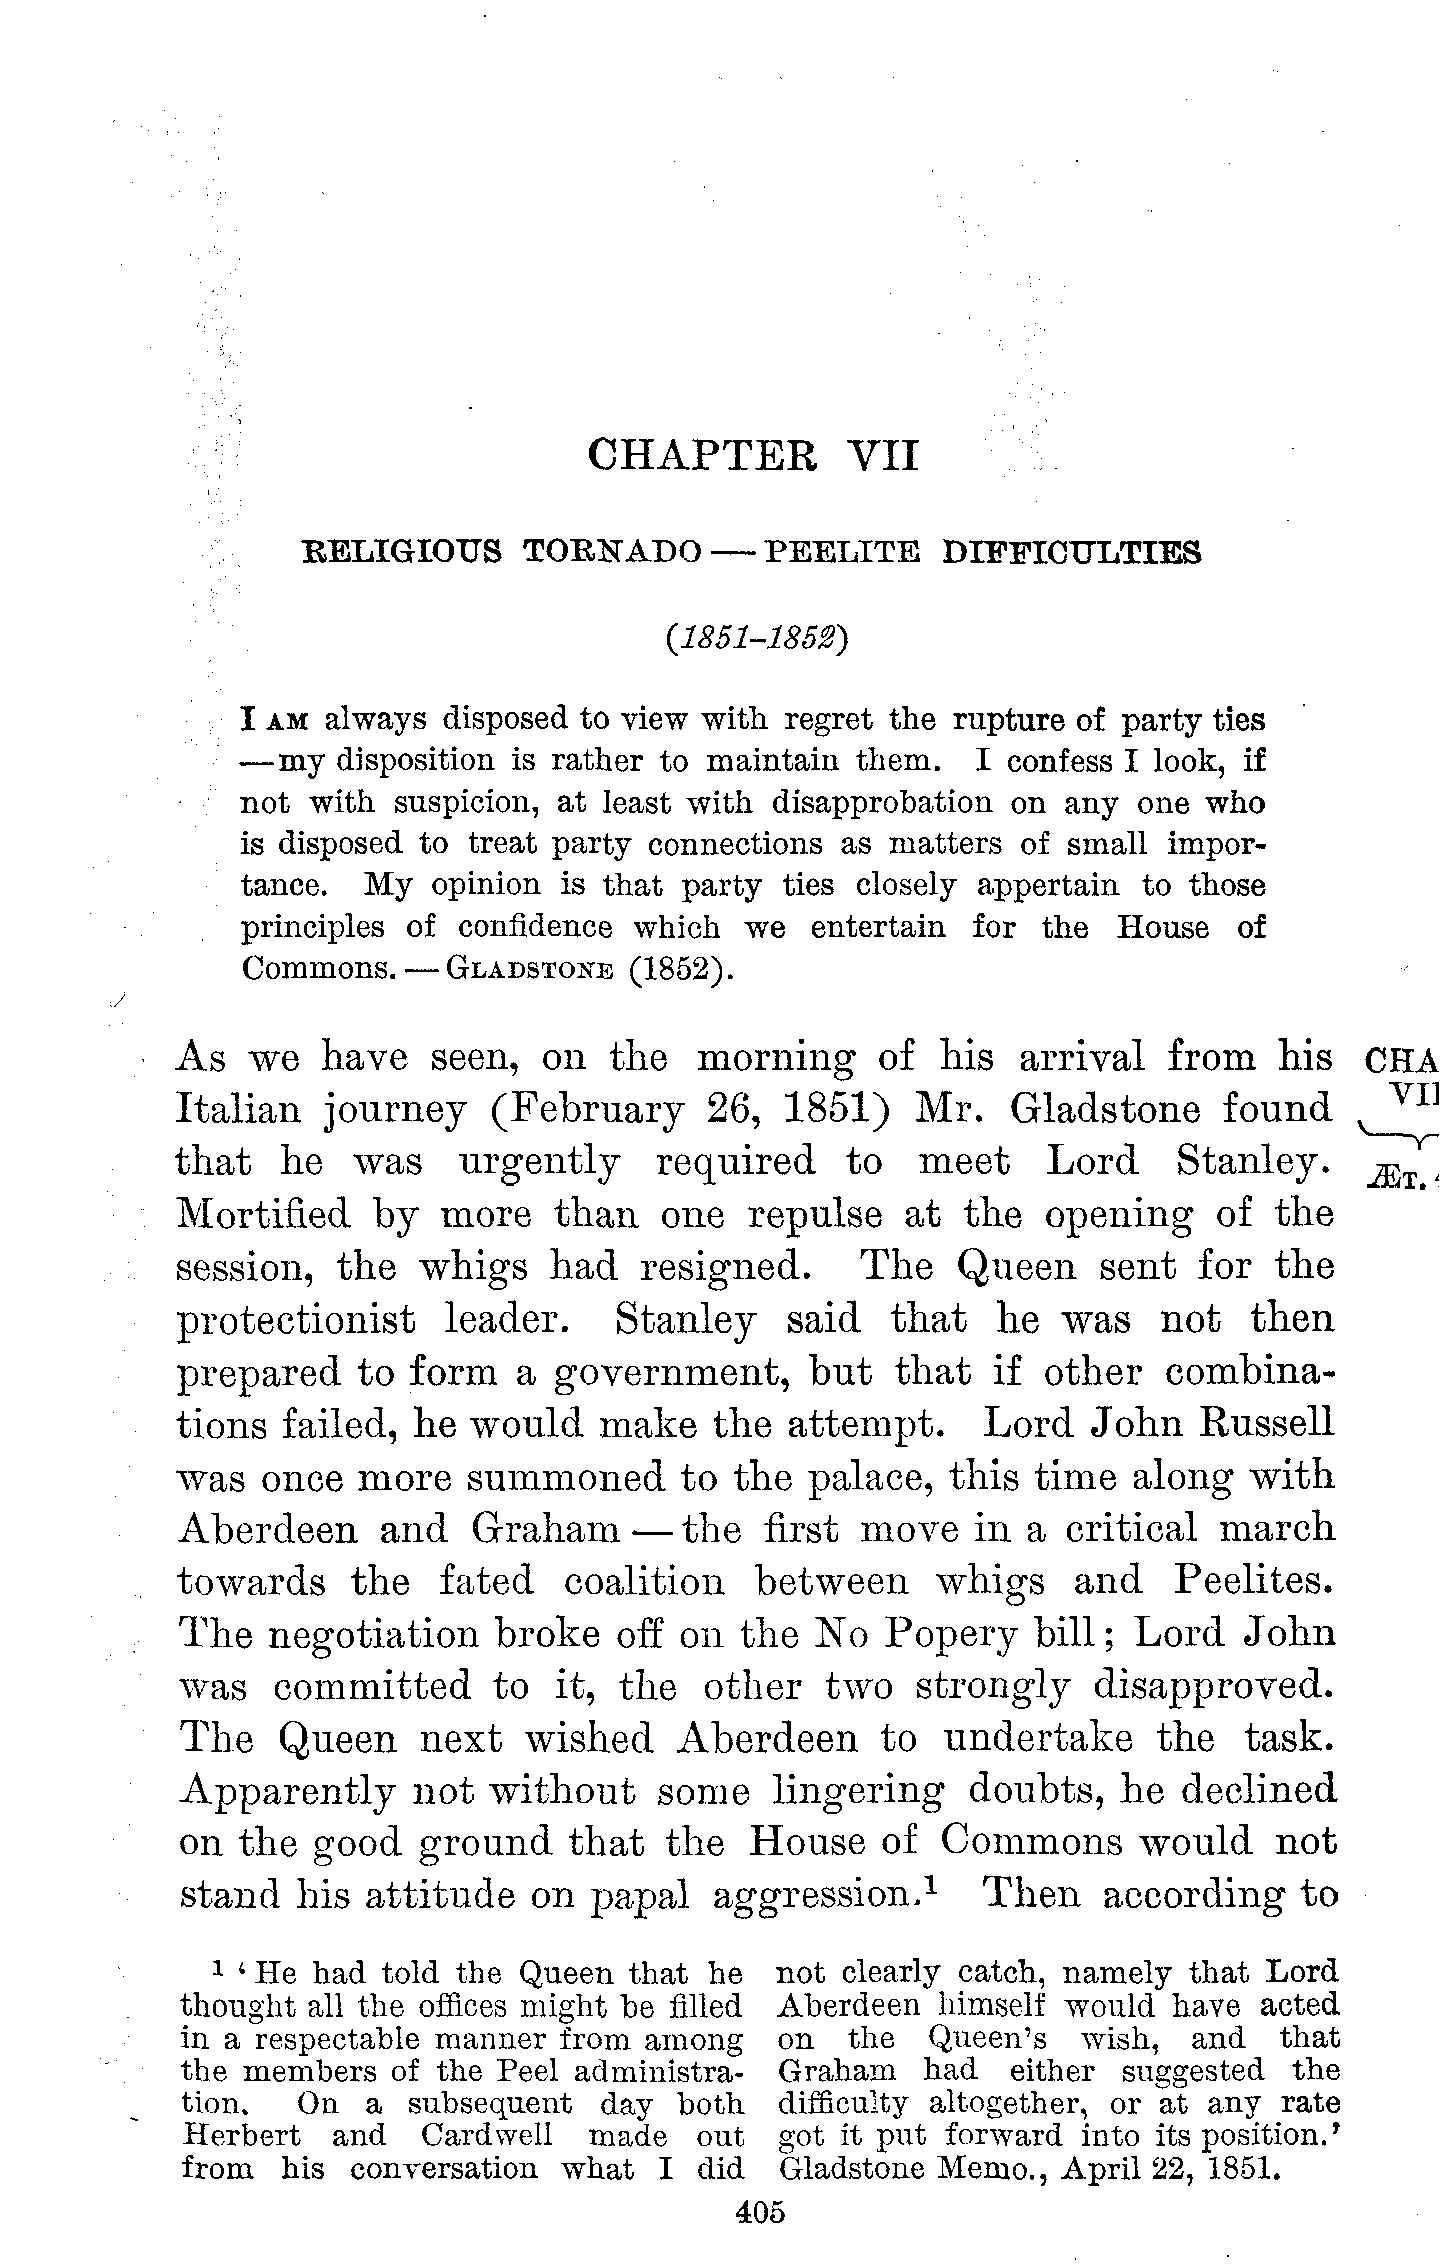 CHAPTER VII
RELIGIOUS TORNADO — PEELITE DIFFICULTIES
(1851–1852)
I AM always disposed to view with regret the rupture of party ties
—my disposition is rather to maintain them. I confess I look, if
not with suspicion, at least with disapprobation on any one who
is disposed to treat party connections as matters of small impor-
tance. My opinion is that party ties closely appertain to those
principles of confidence which we entertain for the House of
Commons. — GLADSTONE (1852).
As we have seen, on the morning of his arrival from his
Italian journey (February 26, 1851) Mr. Gladstone found
that he was urgently required to meet Lord Stanley.
Mortified by more than one repulse at the opening of the
session, the whigs had resigned. The Queen sent for the
protectionist leader. Stanley said that he was not then
prepared to form a government, but that if other combina-
tions failed, he would make the attempt. Lord John Russell
was once more summoned to the palace, this time along with
Aberdeen and Graham — the first move in a critical march
towards the fated coalition between whigs and Peelites.
The negotiation broke off on the No Popery bill; Lord John
was committed to it, the other two strongly disapproved.
The Queen next wished Aberdeen to undertake the task.
Apparently not without some lingering doubts, he declined
on the good ground that the House of Commons would not
stand his attitude on papal aggression.¹ Then according to
CHA
VII
ÆT.
¹ ‘He had told the Queen that he
thought all the offices might be filled
in a respectable manner from among
the members of the Peel administra-
tion. On a subsequent day both
Herbert and Cardwell made out
from his conversation what I did
not clearly catch, namely that Lord
Aberdeen himself would have acted
on the Queen's wish, and that
Graham had either suggested the
difficulty altogether, or at any rate
got it put forward into its position.’
Gladstone Memo., April 22, 1851.
405